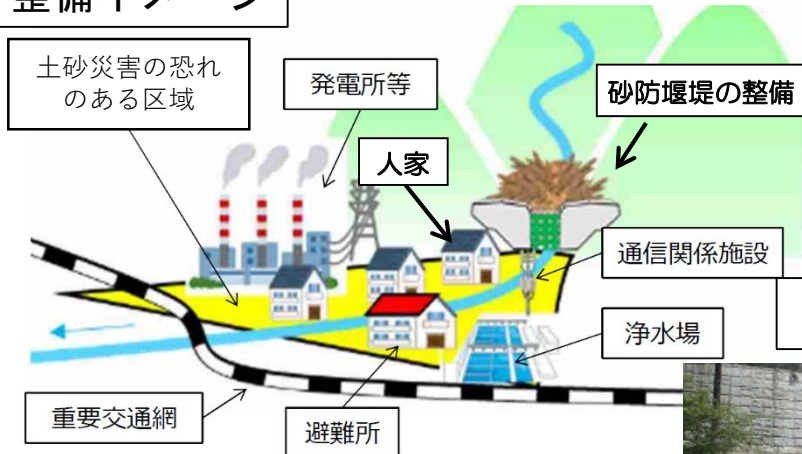 整備イメージ
土砂災害の恐れ
のある区域
発電所等
砂防堰堤の整備
人家
通信関係施設
浄水場
重要交通網
避難所